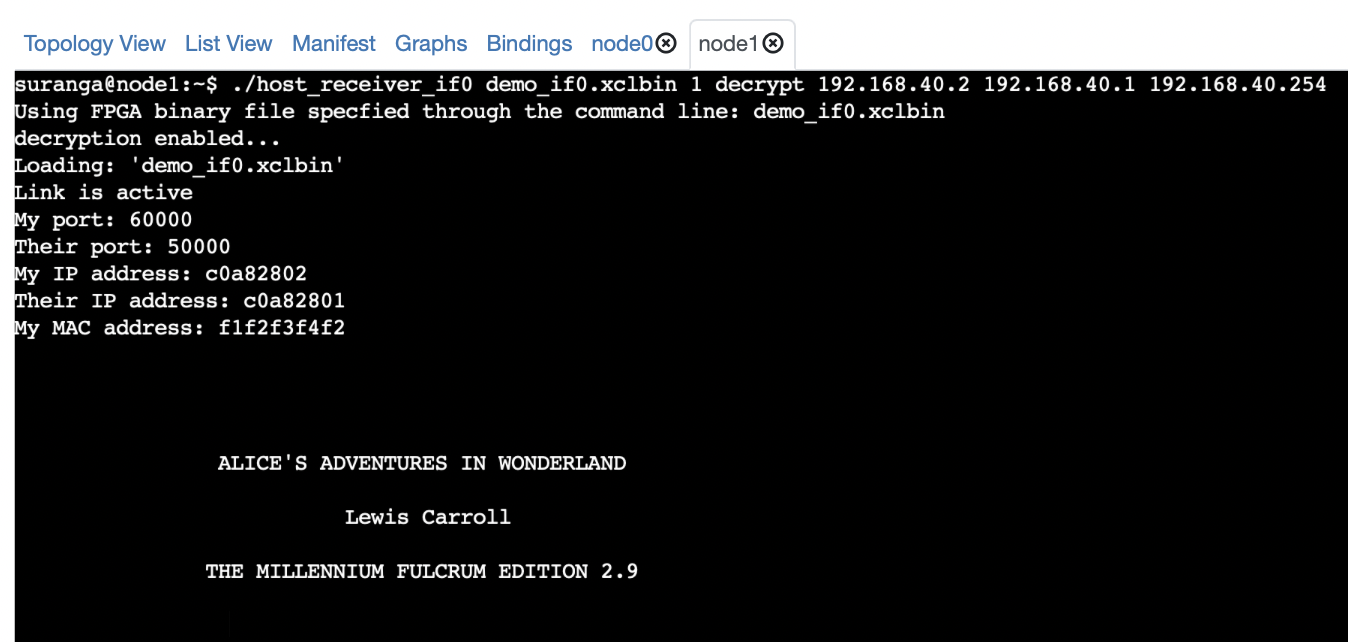 Topology View List View Manifest Graphs Bindings node0 node1
suranga@node1:~$ ./host_receiver_if0 demo_if0.xclbin 1 decrypt 192.168.40.2 192.168.40.1 192.168.40.254
Using FPGA binary file specfied through the command line: demo_if0.xclbin
decryption enabled...
Loading: 'demo_if0.xclbin'
Link is active
My port: 60000
Their port: 50000
My IP address: c0a82802
Their IP address: c0a82801
My MAC address: f1f2f3f4f2
ALICE'S ADVENTURES IN WONDERLAND
Lewis Carroll
THE MILLENNIUM FULCRUM EDITION 2.9